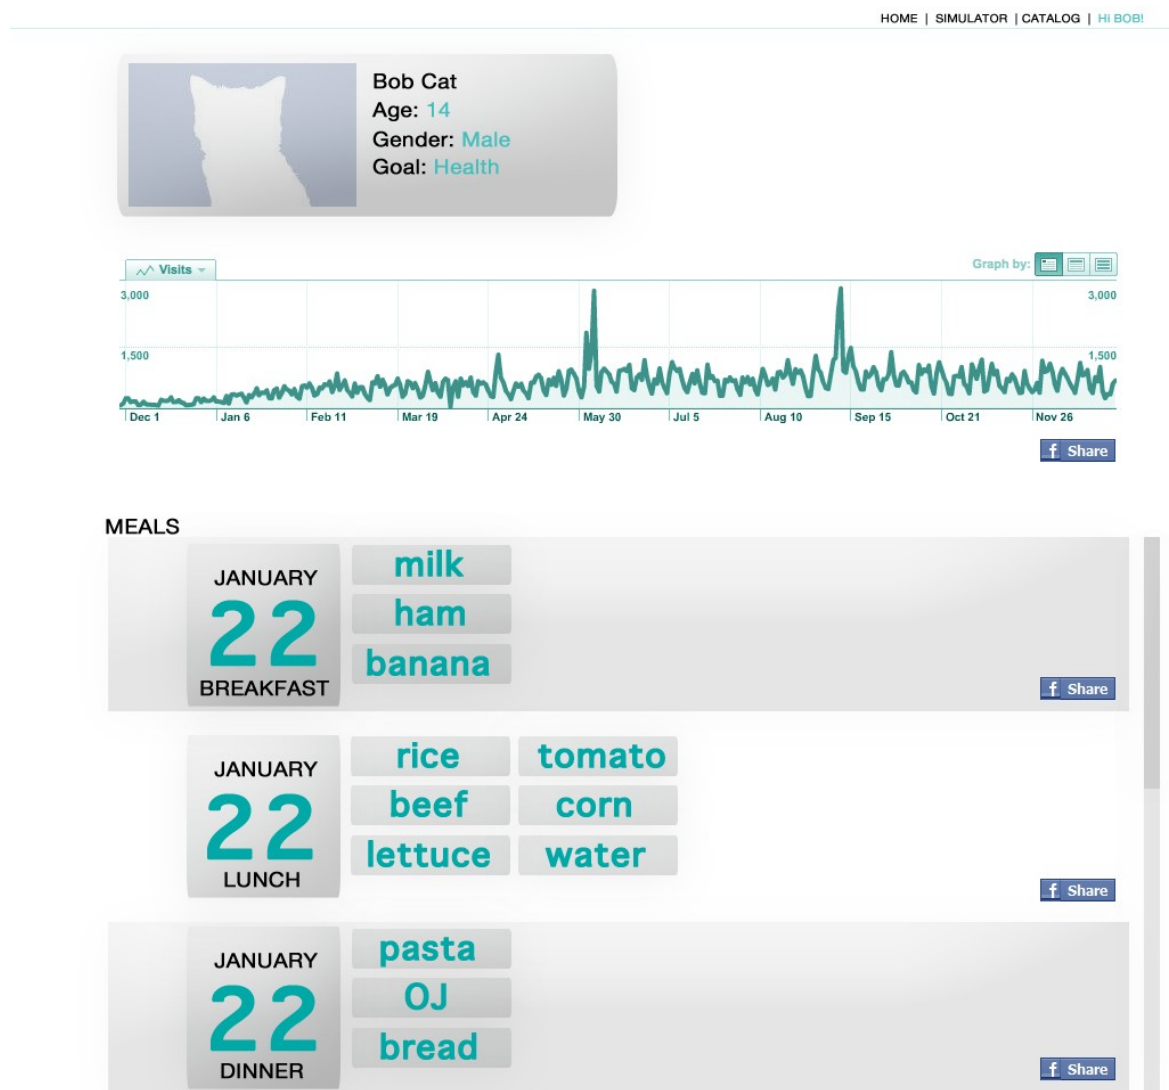 HOME | SIMULATOR | CATALOG | Hi BOB!
Bob Cat
Age: 14
Gender: Male
Goal: Health
Visits
Graph by:
3,000 3,000
1,500 1,500
Dec 1 Jan 6 Feb 11 Mar 19 Apr 24 May 30 Jul 5 Aug 10 Sep 15 Oct 21 Nov 26
f Share
MEALS
JANUARY
22
BREAKFAST
milk
ham
banana
f Share
JANUARY
22
LUNCH
rice tomato
beef corn
lettuce water
f Share
JANUARY
22
DINNER
pasta
OJ
bread
f Share